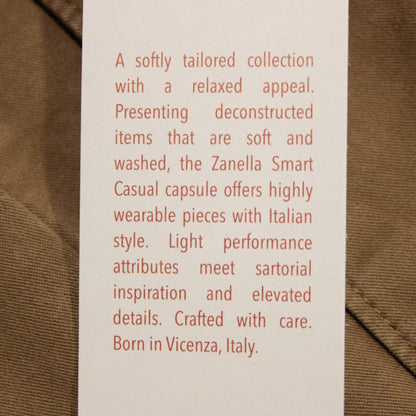 A softly tailored collection
with a relaxed appeal.
Presenting deconstructed
items that are soft and
washed, the Zanella Smart
Casual capsule offers highly
wearable pieces with Italian
style. Light performance
attributes meet sartorial
inspiration and elevated
details. Crafted with care.
Born in Vicenza, Italy.